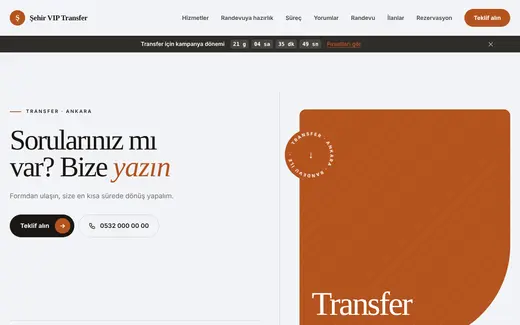 Ş Şehir VIP Transfer Hizmetler Randevuya hazırlık Süreç Yorumlar Randevu İlanlar Rezervasyon Teklif alın
Transfer için kampanya dönemi 21 g 04 sa 35 dk 49 sn Fırsatları gör
TRANSFER · ANKARA
Sorularınız mı
var? Bize yazın
Formdan ulaşın, size en kısa sürede dönüş yapalım.
Teklif alın 0532 000 00 00
TRANSFER · ANKARA · RANDEVU İLE ·
Transfer